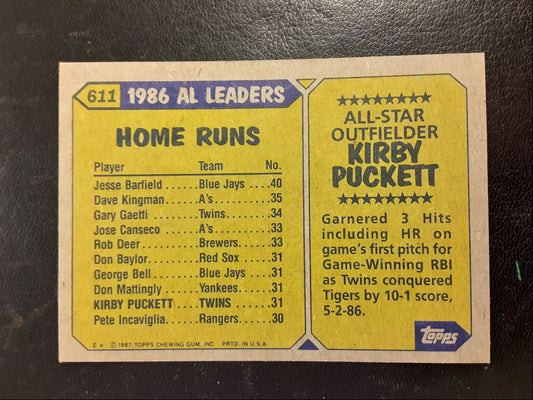 611 1986 AL LEADERS
HOME RUNS
Player Team No.
Jesse Barfield ...... Blue Jays ....40
Dave Kingman ...... A's ..........35
Gary Gaetti ........ Twins........34
Jose Canseco ...... A's ..........33
Rob Deer .......... Brewers......33
Don Baylor ........ Red Sox .....31
George Bell ........ Blue Jays ....31
Don Mattingly ...... Yankees......31
KIRBY PUCKETT .... TWINS .......31
Pete Incaviglia ...... Rangers......30
E* © 1987 TOPPS CHEWING GUM, INC. PRTD. IN U.S.A.
★★★★★★★★★
ALL-STAR
OUTFIELDER
KIRBY
PUCKETT
★★★★★★★★★
Garnered 3 Hits
including HR on
game's first pitch for
Game-Winning RBI
as Twins conquered
Tigers by 10-1 score,
5-2-86.
topps